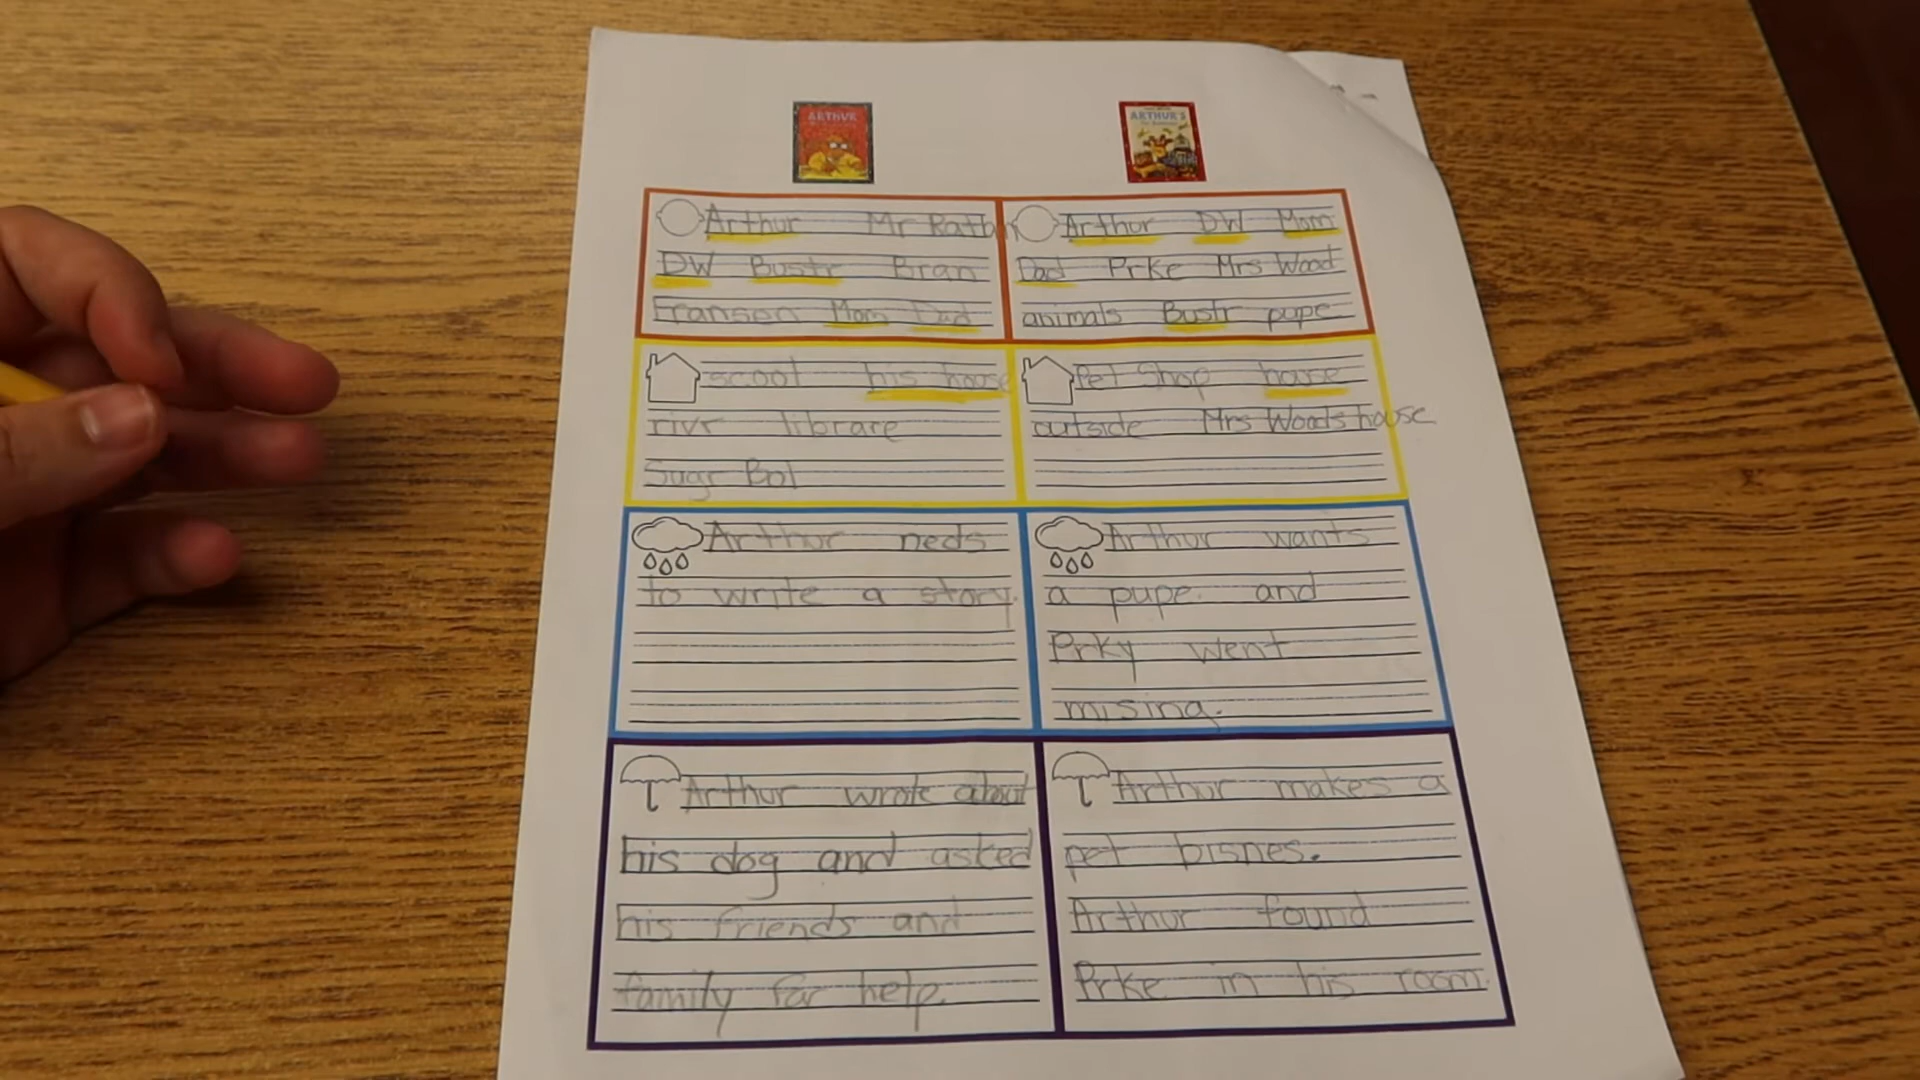 ARTHUR
ARTHUR'S
Arthur Mr Ratb
DW Bustr Bran
Fransen Mom Dad
Arthur DW Mom
Dad Prke Mrs Wood
animals Bustr pupe
scool his house
rivr librare
Sugr Bol
Pet Shop house
outside Mrs Woods house
Arthur neds
to write a story.
Arthur wants
a pupe. and
Prky went
mising.
Arthur wrote about
his dog and asked
his friends and
family for help.
Arthur makes a
pet bisnes.
Arthur found
Prke in his room.